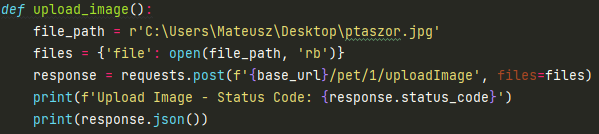 def upload_image():
    file_path = r'C:\Users\Mateusz\Desktop\ptaszor.jpg'
    files = {'file': open(file_path, 'rb')}
    response = requests.post(f'{base_url}/pet/1/uploadImage', files=files)
    print(f'Upload Image - Status Code: {response.status_code}')
    print(response.json())